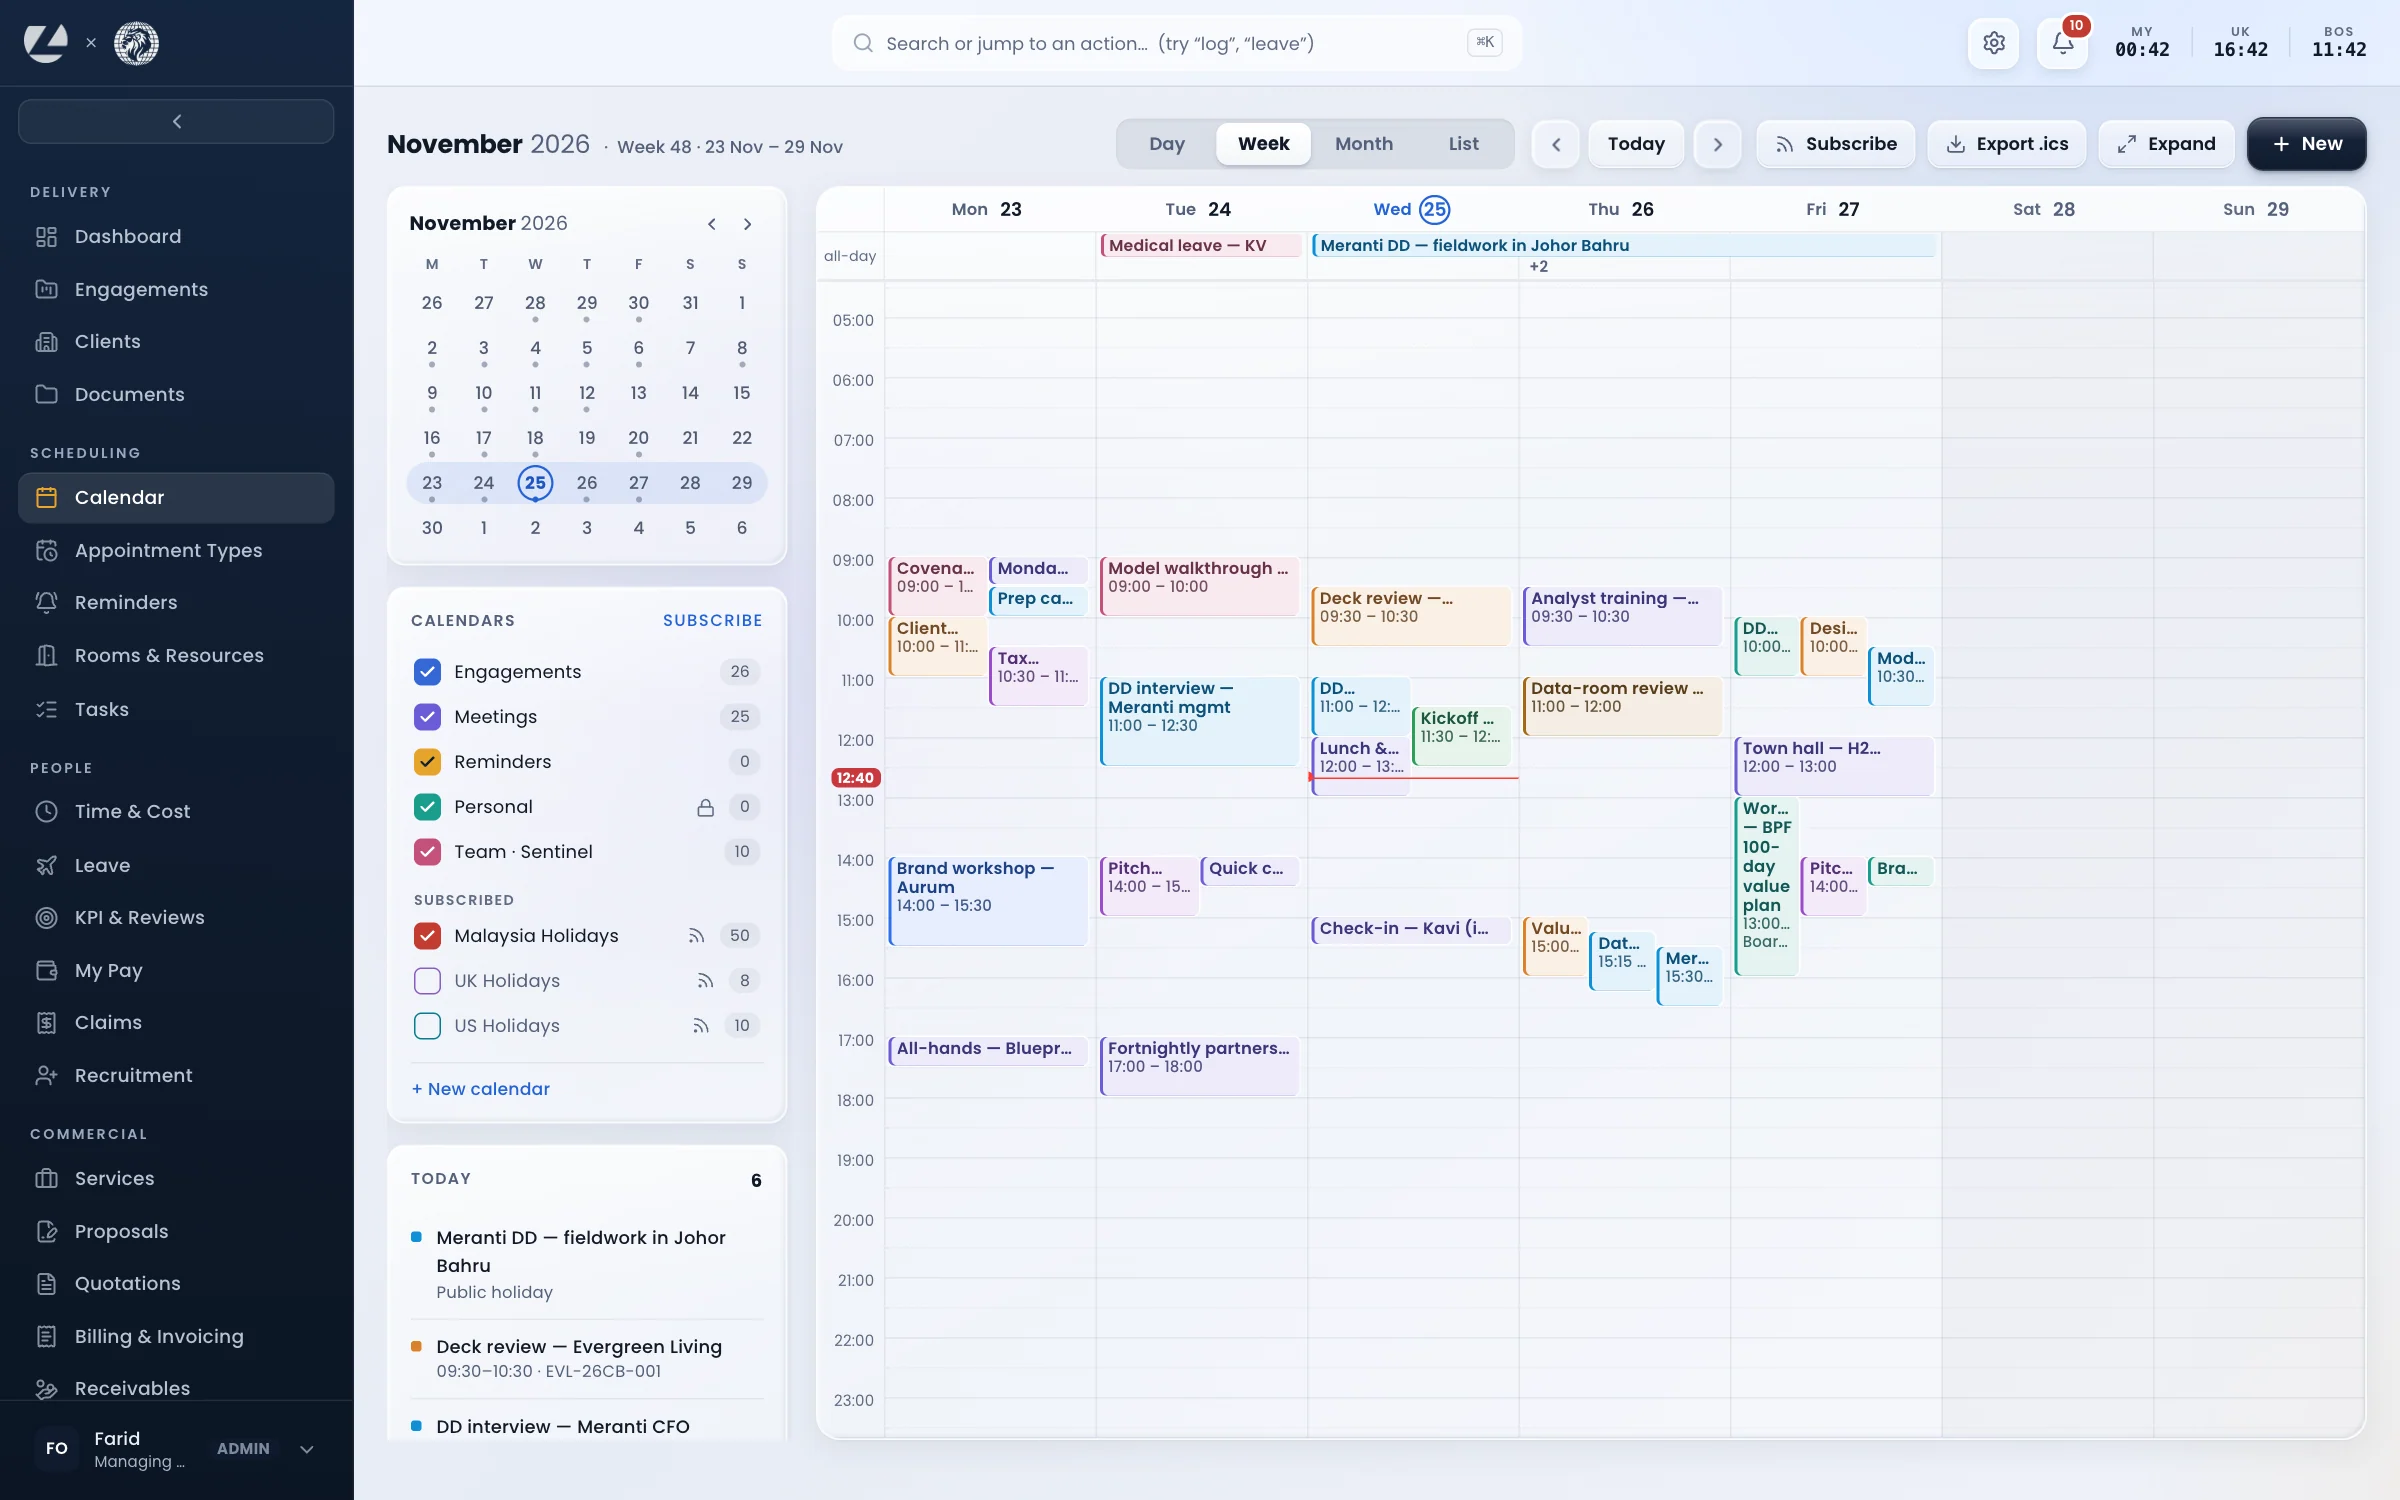 ×
Search or jump to an action… (try “log”, “leave”)
⌘K
10
MY
00:42
UK
16:42
BOS
11:42
DELIVERY
Dashboard
Engagements
Clients
Documents
SCHEDULING
Calendar
Appointment Types
Reminders
Rooms & Resources
Tasks
PEOPLE
Time & Cost
Leave
KPI & Reviews
My Pay
Claims
Recruitment
COMMERCIAL
Services
Proposals
Quotations
Billing & Invoicing
Receivables
FO
Farid
Managing …
ADMIN
November 2026 · Week 48 · 23 Nov – 29 Nov
Day
Week
Month
List
Today
Subscribe
Export .ics
Expand
+ New
November 2026
M T W T F S S
26 27 28 29 30 31 1
2 3 4 5 6 7 8
9 10 11 12 13 14 15
16 17 18 19 20 21 22
23 24 25 26 27 28 29
30 1 2 3 4 5 6
CALENDARS
SUBSCRIBE
Engagements 26
Meetings 25
Reminders 0
Personal 0
Team · Sentinel 10
SUBSCRIBED
Malaysia Holidays 50
UK Holidays 8
US Holidays 10
+ New calendar
TODAY
6
Meranti DD — fieldwork in Johor
Bahru
Public holiday
Deck review — Evergreen Living
09:30–10:30 · EVL-26CB-001
DD interview — Meranti CFO
Mon 23
Tue 24
Wed 25
Thu 26
Fri 27
Sat 28
Sun 29
all-day
Medical leave — KV
Meranti DD — fieldwork in Johor Bahru
+2
05:00
06:00
07:00
08:00
09:00
10:00
11:00
12:00
12:40
13:00
14:00
15:00
16:00
17:00
18:00
19:00
20:00
21:00
22:00
23:00
Covena…
09:00 – 1…
Monda…
Prep ca…
Client…
10:00 – 11:…
Tax…
10:30 – 11:…
Brand workshop —
Aurum
14:00 – 15:30
All-hands — Bluepr…
Model walkthrough …
09:00 – 10:00
DD interview —
Meranti mgmt
11:00 – 12:30
Pitch…
14:00 – 15…
Quick c…
Fortnightly partners…
17:00 – 18:00
Deck review —…
09:30 – 10:30
DD…
11:00 – 12:…
Kickoff …
11:30 – 12:…
Lunch &…
12:00 – 13:…
Check-in — Kavi (i…
Analyst training —…
09:30 – 10:30
Data-room review …
11:00 – 12:00
Valu…
15:00…
Dat…
15:15 …
Mer…
15:30…
DD…
10:00…
Desi…
10:00…
Mod…
10:30…
Town hall — H2…
12:00 – 13:00
Wor…
— BPF
100-
day
value
plan
13:00…
Boar…
Pitc…
14:00…
Bra…